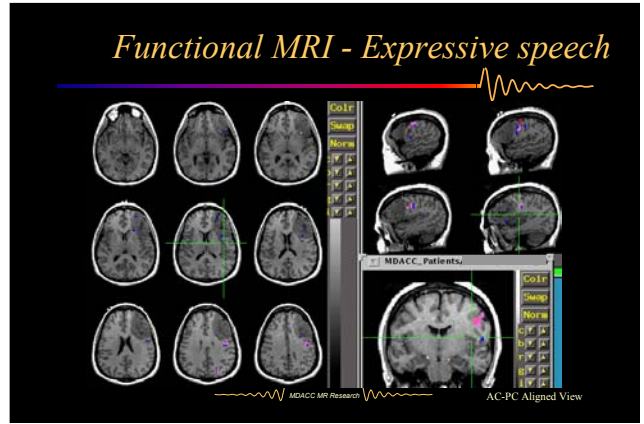 Functional MRI - Expressive speech
Colr
Swap
Norm
MDACC_Patients/
Colr
Swap
Norm
c
b
r
g
MDACC MR Research
AC-PC Aligned View